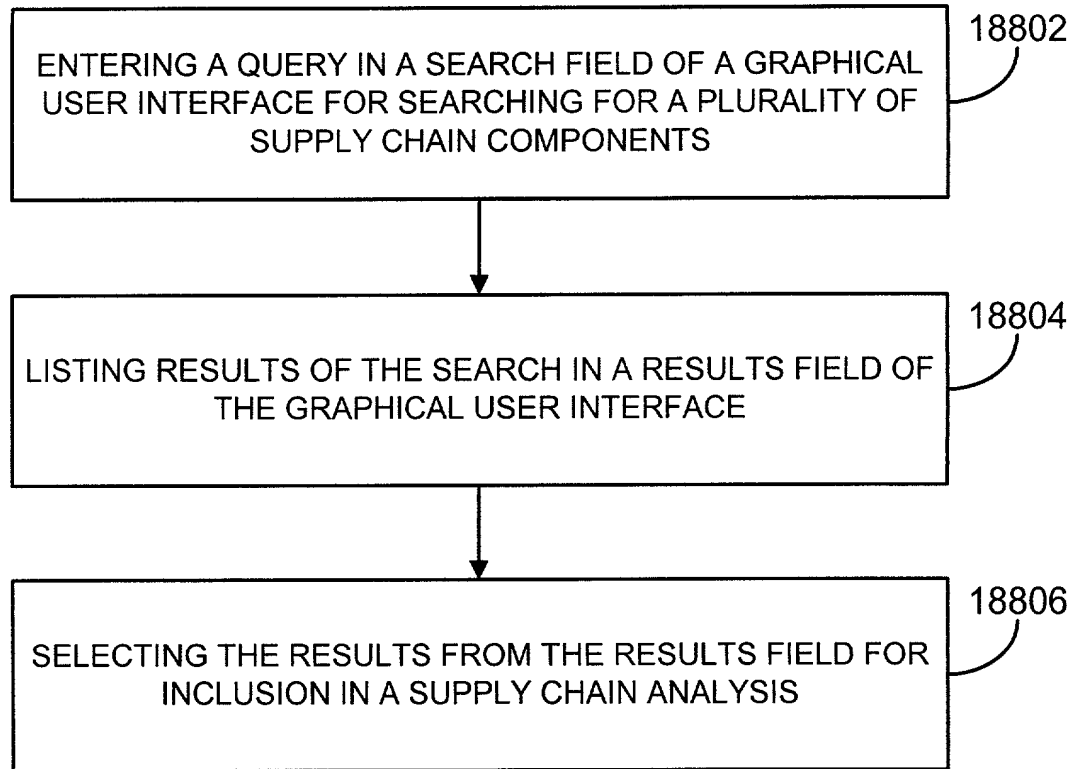 18802
ENTERING A QUERY IN A SEARCH FIELD OF A GRAPHICAL
USER INTERFACE FOR SEARCHING FOR A PLURALITY OF
SUPPLY CHAIN COMPONENTS
18804
LISTING RESULTS OF THE SEARCH IN A RESULTS FIELD OF
THE GRAPHICAL USER INTERFACE
18806
SELECTING THE RESULTS FROM THE RESULTS FIELD FOR
INCLUSION IN A SUPPLY CHAIN ANALYSIS